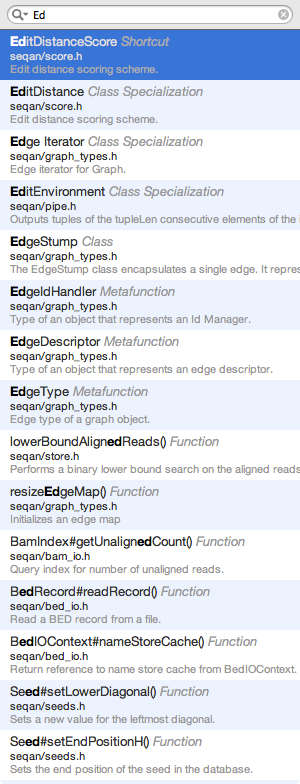 Ed
EditDistanceScore Shortcut
seqan/score.h
Edit distance scoring scheme.
EditDistance Class Specialization
seqan/score.h
Edit distance scoring scheme.
Edge Iterator Class Specialization
seqan/graph_types.h
Edge iterator for Graph.
EditEnvironment Class Specialization
seqan/pipe.h
Outputs tuples of the tupleLen consecutive elements of the i
EdgeStump Class
seqan/graph_types.h
The EdgeStump class encapsulates a single edge. It repres
EdgeIdHandler Metafunction
seqan/graph_types.h
Type of an object that represents an Id Manager.
EdgeDescriptor Metafunction
seqan/graph_types.h
Type of an object that represents an edge descriptor.
EdgeType Metafunction
seqan/graph_types.h
Edge type of a graph object.
lowerBoundAlignedReads() Function
seqan/store.h
Performs a binary lower bound search on the aligned reads
resizeEdgeMap() Function
seqan/graph_types.h
Initializes an edge map
BamIndex#getUnalignedCount() Function
seqan/bam_io.h
Query index for number of unaligned reads.
BedRecord#readRecord() Function
seqan/bed_io.h
Read a BED record from a file.
BedIOContext#nameStoreCache() Function
seqan/bed_io.h
Return reference to name store cache from BedIOContext.
Seed#setLowerDiagonal() Function
seqan/seeds.h
Sets a new value for the leftmost diagonal.
Seed#setEndPositionH() Function
seqan/seeds.h
Sets the end position of the seed in the database.